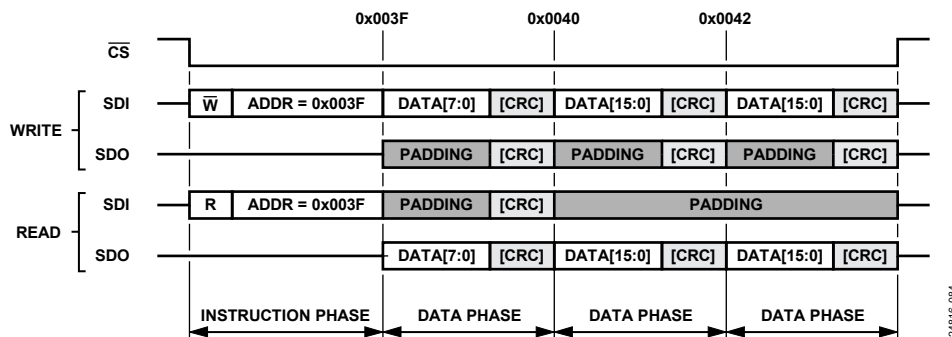 0x003F 0x0040 0x0042
CS
SDI W ADDR = 0x003F DATA[7:0] [CRC] DATA[15:0] [CRC] DATA[15:0] [CRC]
WRITE
SDO PADDING [CRC] PADDING [CRC] PADDING [CRC]
SDI R ADDR = 0x003F PADDING [CRC] PADDING
READ
SDO DATA[7:0] [CRC] DATA[15:0] [CRC] DATA[15:0] [CRC]
INSTRUCTION PHASE DATA PHASE DATA PHASE DATA PHASE
24816-084